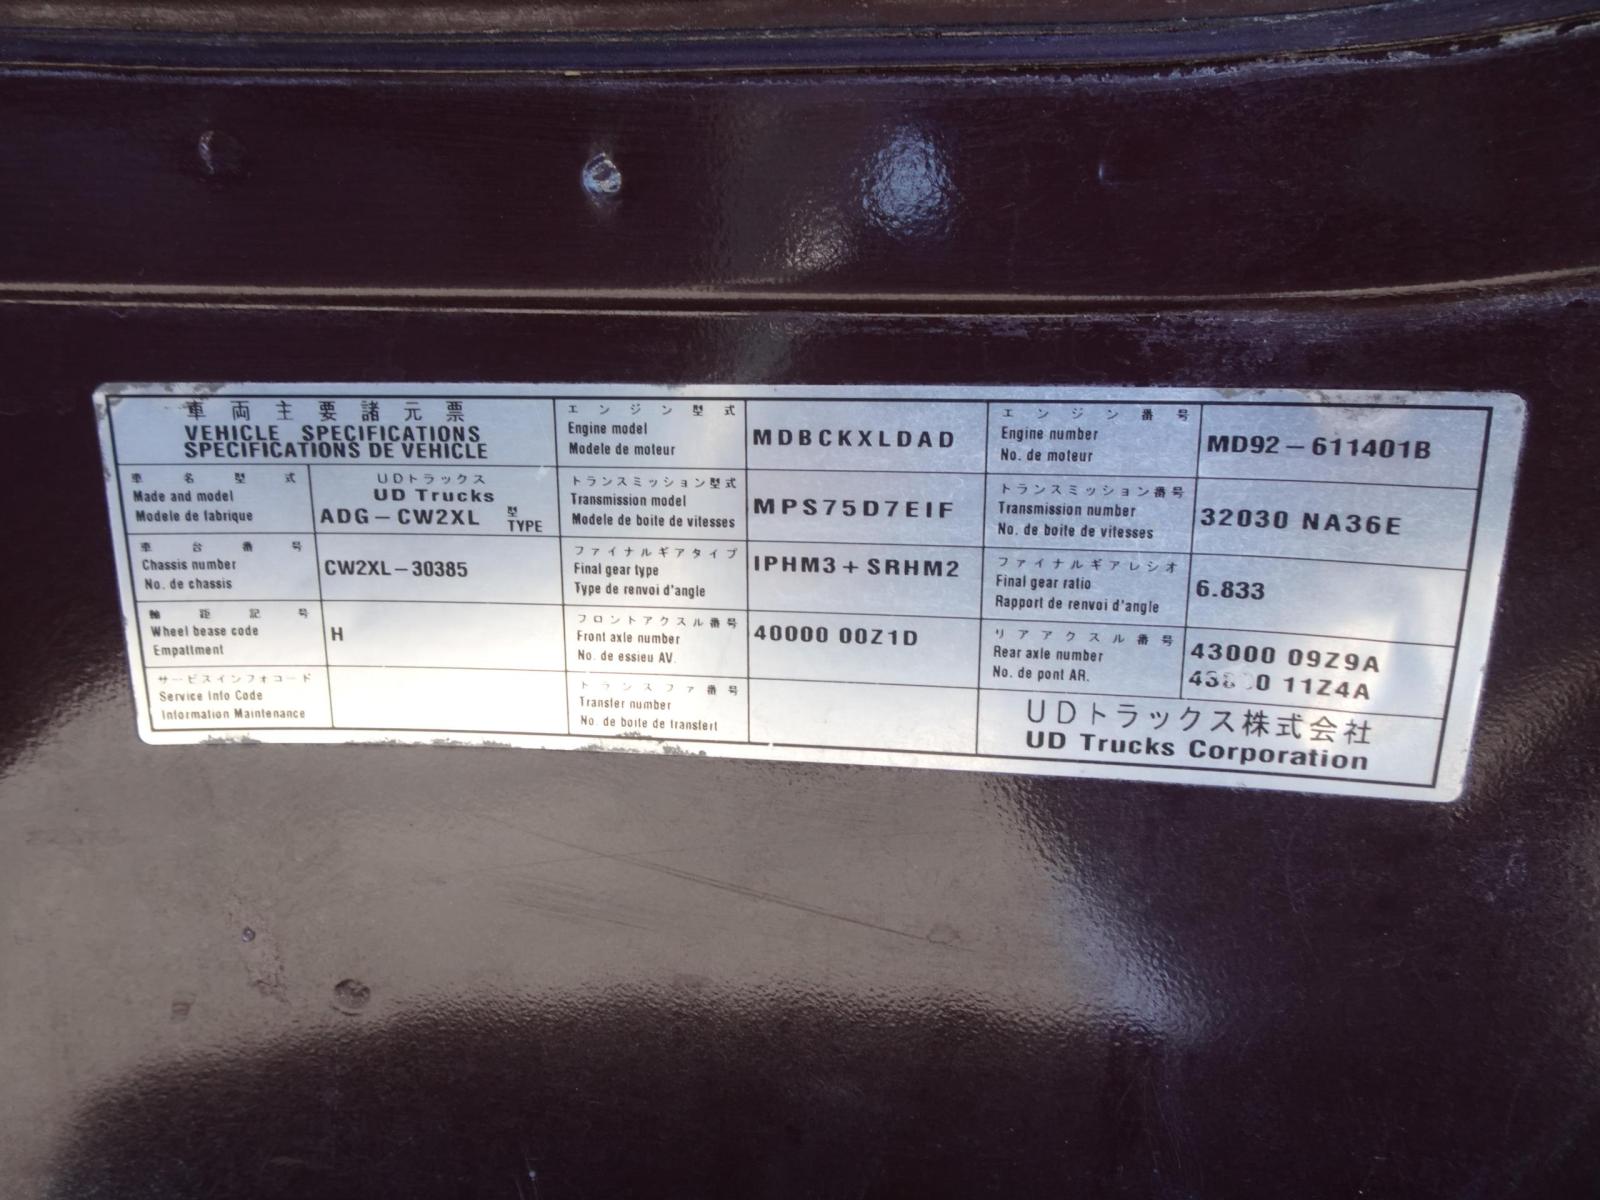 車両主要諸元票
VEHICLE SPECIFICATIONS
SPECIFICATIONS DE VEHICLE
車名型式
Made and model
Modele de fabrique
UDトラックス
UD Trucks
ADG-CW2XL 型 TYPE
車台番号
Chassis number
No. de chassis
CW2XL-30385
軸距記号
Wheel bease code
Empattment
H
サービスインフォコード
Service Info Code
Information Maintenance
エンジン型式
Engine model
Modele de moteur
MDBCKXLDAD
トランスミッション型式
Transmission model
Modele de boite de vitesses
MPS75D7EIF
ファイナルギアタイプ
Final gear type
Type de renvoi d'angle
IPHM3+SRHM2
フロントアクスル番号
Front axle number
No. de essieu AV.
40000 00Z1D
トランスファ番号
Transfer number
No. de boite de transfert
エンジン番号
Engine number
No. de moteur
MD92-611401B
トランスミッション番号
Transmission number
No. de boite de vitesses
32030 NA36E
ファイナルギアレシオ
Final gear ratio
Rapport de renvoi d'angle
6.833
リアアクスル番号
Rear axle number
No. de pont AR.
43000 09Z9A
11Z4A
UDトラックス株式会社
UD Trucks Corporation